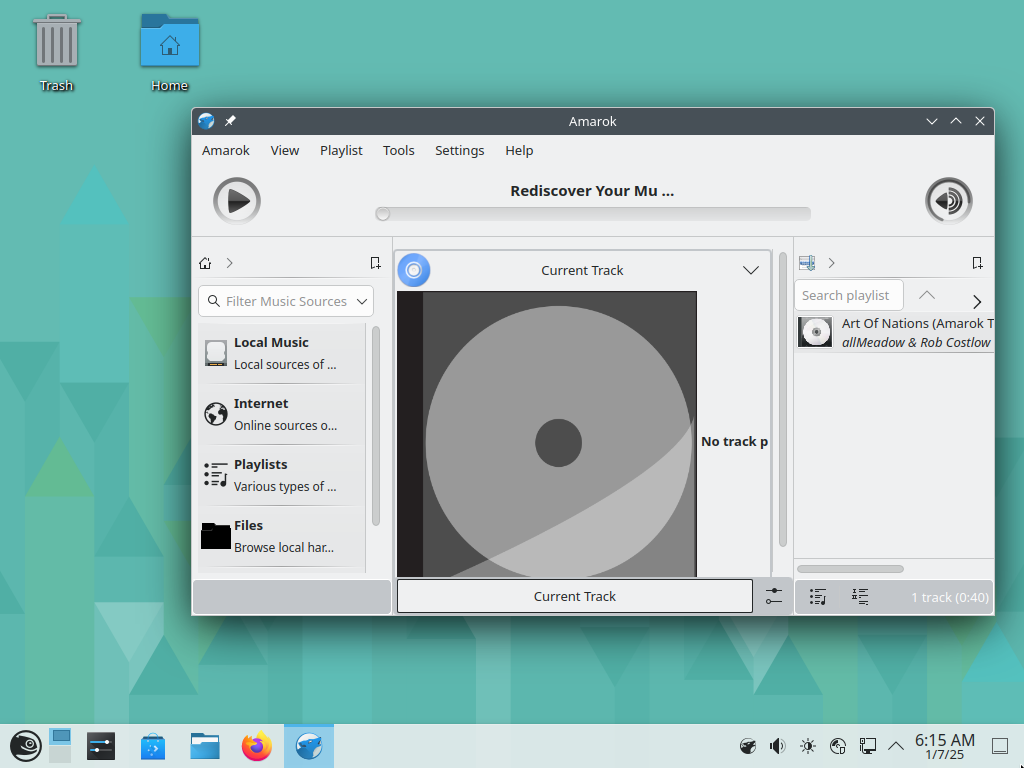 Trash
Home
Amarok
Amarok View Playlist Tools Settings Help
Rediscover Your Mu ...
Current Track
Filter Music Sources
Search playlist
Local Music
Local sources of ...
Internet
Online sources o...
Playlists
Various types of ...
Files
Browse local har...
No track p
Art Of Nations (Amarok T
allMeadow & Rob Costlow
Current Track
1 track (0:40)
6:15 AM
1/7/25